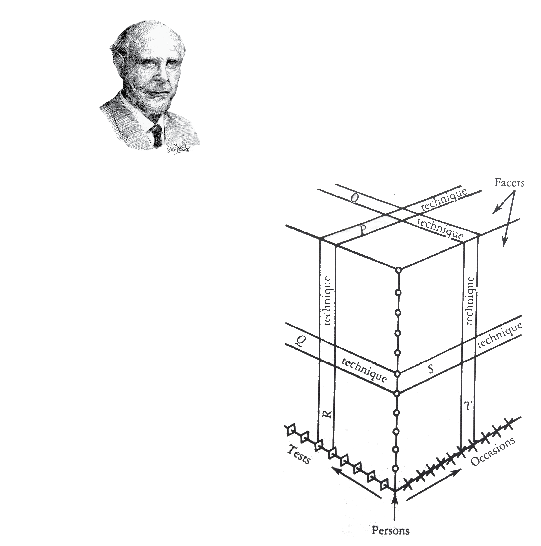 Facets
O technique
P technique
R technique
T technique
Q technique
S technique
Tests
Occasions
Persons